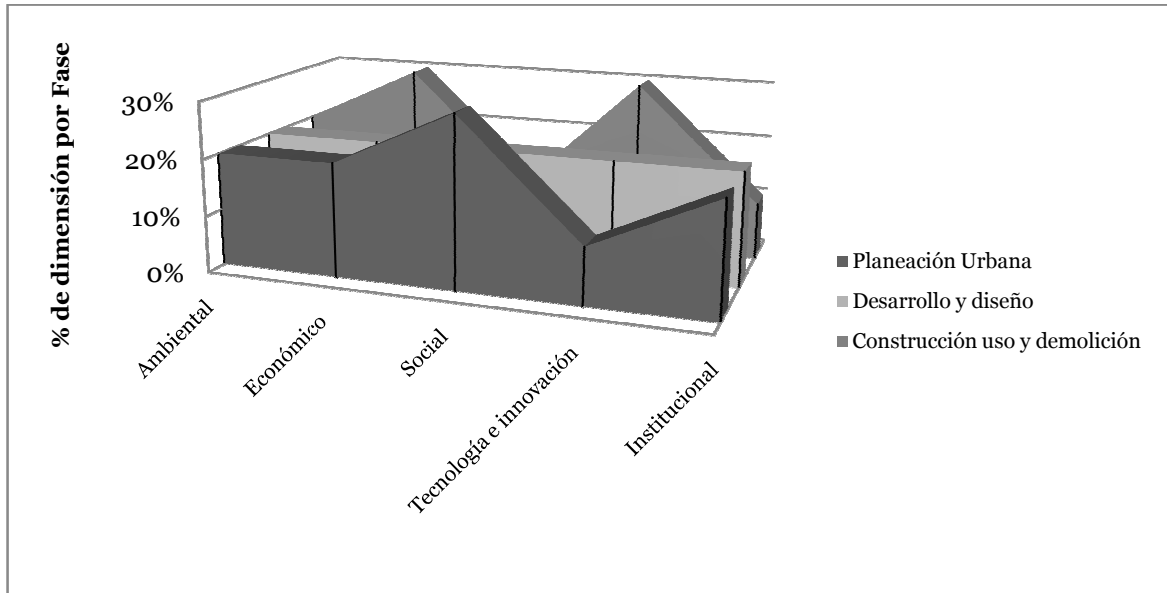 % de dimensión por Fase
30%
20%
10%
0%
Ambiental
Económico
Social
Tecnología e innovación
Institucional
Planeación Urbana
Desarrollo y diseño
Construcción uso y demolición